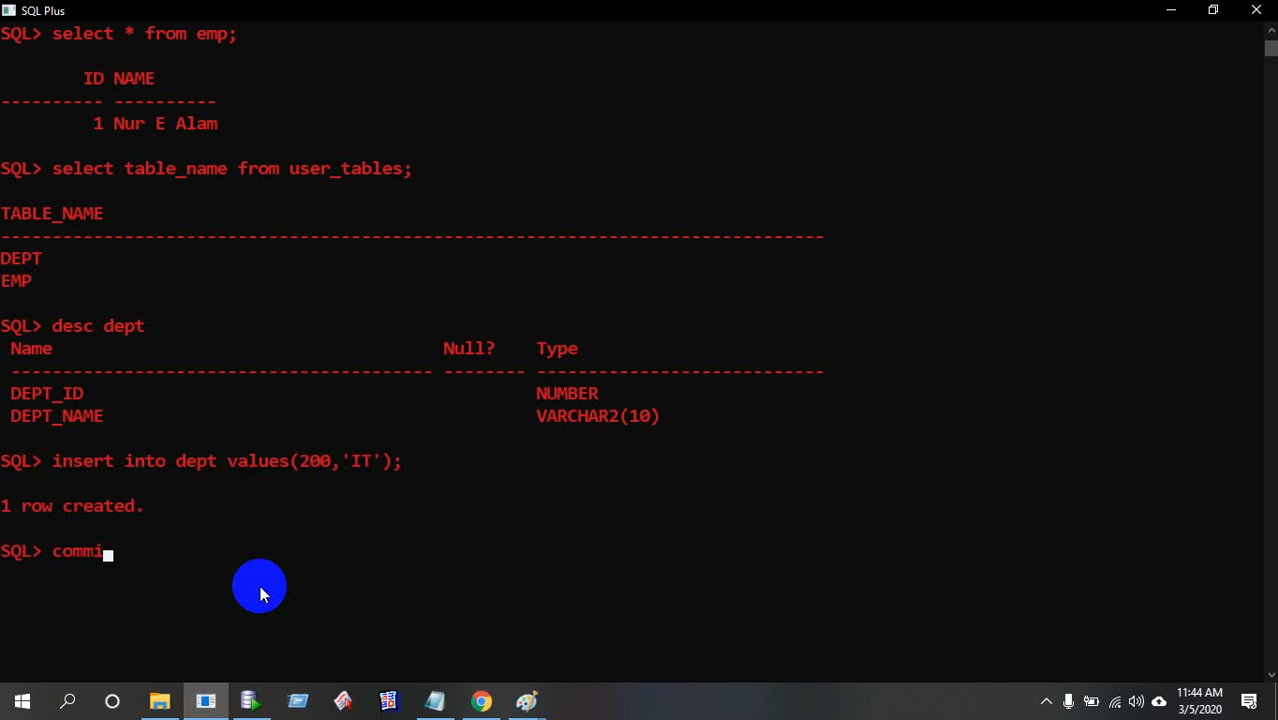 SQL Plus
SQL> select * from emp;
ID NAME
---------- ----------
1 Nur E Alam
SQL> select table_name from user_tables;
TABLE_NAME
--------------------------------------------------------------------------------
DEPT
EMP
SQL> desc dept
Name Null? Type
----------------------------------------- -------- ----------------------------
DEPT_ID NUMBER
DEPT_NAME VARCHAR2(10)
SQL> insert into dept values(200,'IT');
1 row created.
SQL> commi
11:44 AM
3/5/2020